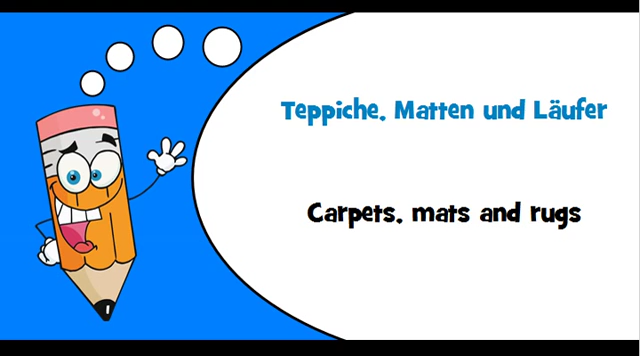 Teppiche, Matten und Läufer
Carpets, mats and rugs